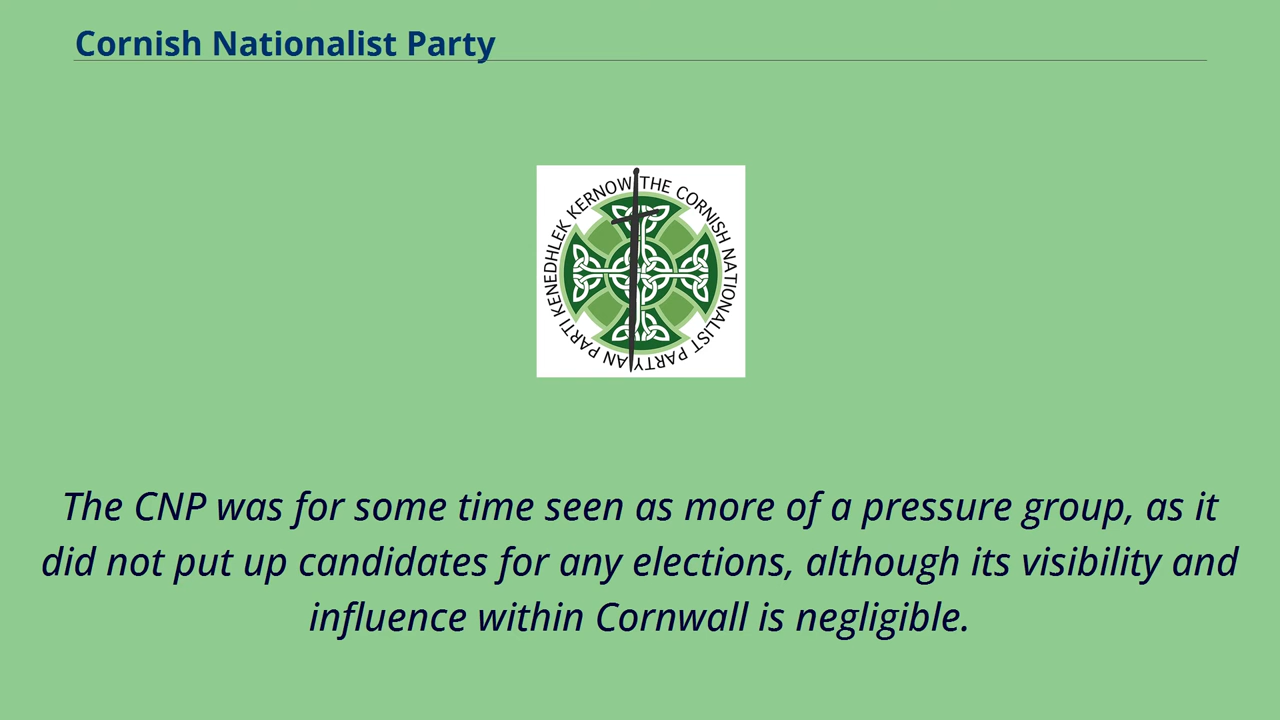 Cornish Nationalist Party
AN PARTI KENEDHLEK KERNOW
THE CORNISH NATIONALIST PARTY
The CNP was for some time seen as more of a pressure group, as it
did not put up candidates for any elections, although its visibility and
influence within Cornwall is negligible.